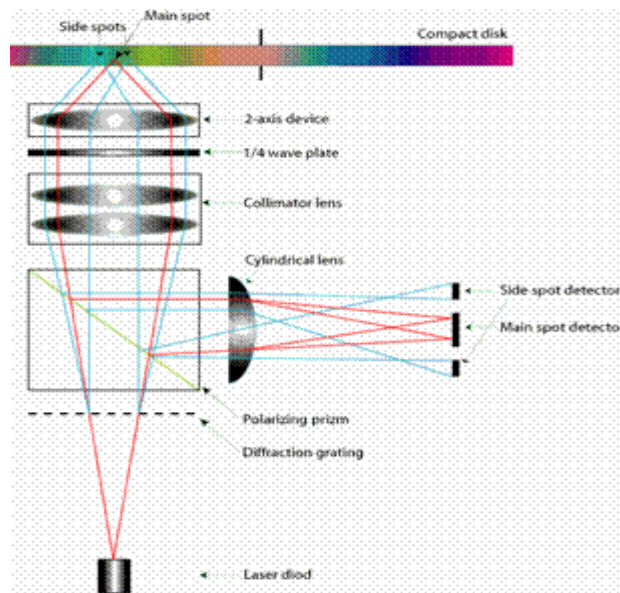 Main spot
Side spots
Compact disk
2-axis device
1/4 wave plate
Collimator lens
Cylindrical lens
Side spot detector
Main spot detector
Polarizing prizm
Diffraction grating
Laser diod